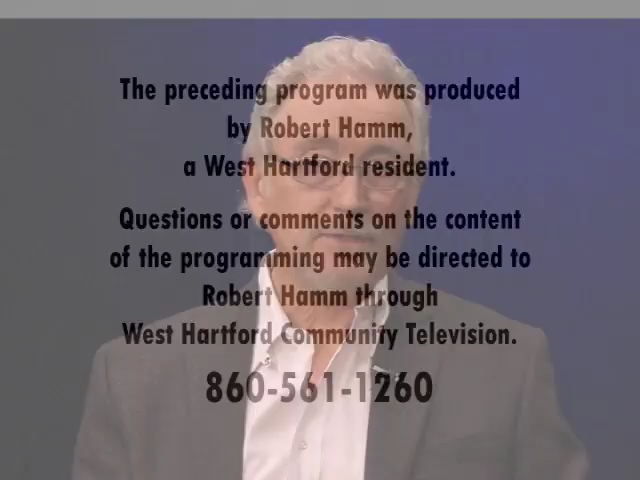 The preceding program was produced
by Robert Hamm,
a West Hartford resident.
Questions or comments on the content
of the programming may be directed to
Robert Hamm through
West Hartford Community Television.
860-561-1260